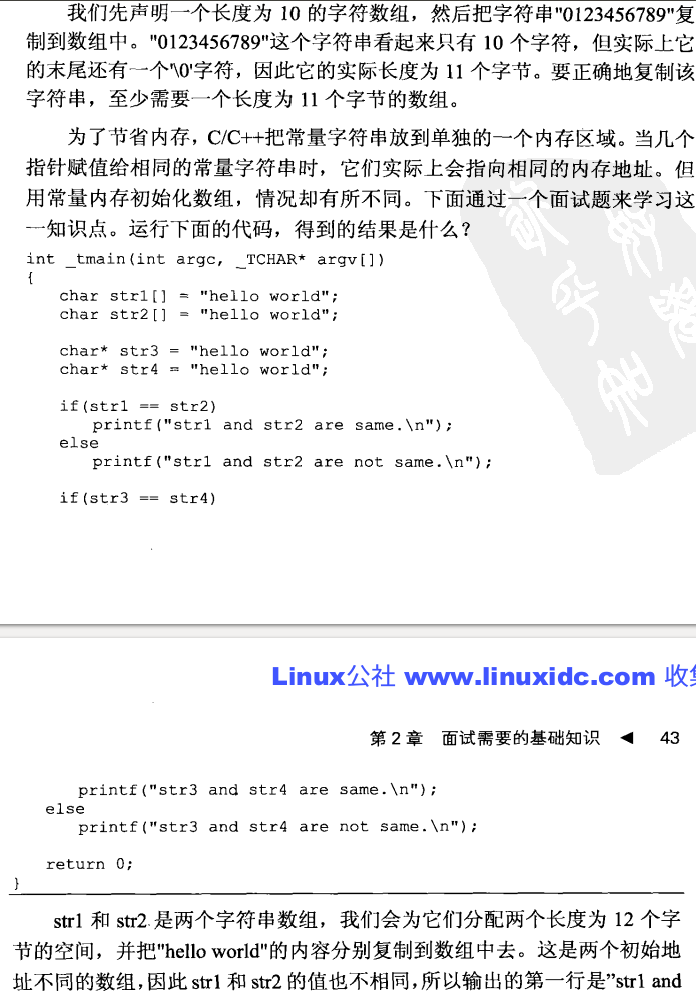 我们先声明一个长度为 10 的字符数组，然后把字符串"0123456789"复
制到数组中。"0123456789"这个字符串看起来只有 10 个字符，但实际上它
的末尾还有一个'\0'字符，因此它的实际长度为 11 个字节。要正确地复制该
字符串，至少需要一个长度为 11 个字节的数组。
为了节省内存，C/C++把常量字符串放到单独的一个内存区域。当几个
指针赋值给相同的常量字符串时，它们实际上会指向相同的内存地址。但
用常量内存初始化数组，情况却有所不同。下面通过一个面试题来学习这
一知识点。运行下面的代码，得到的结果是什么？
int _tmain(int argc, _TCHAR* argv[])
{
char str1[] = "hello world";
char str2[] = "hello world";
char* str3 = "hello world";
char* str4 = "hello world";
if(str1 == str2)
printf("str1 and str2 are same.\n");
else
printf("str1 and str2 are not same.\n");
if(str3 == str4)
Linux公社 www.linuxidc.com 收集
第 2 章 面试需要的基础知识 ◀ 43
printf("str3 and str4 are same.\n");
else
printf("str3 and str4 are not same.\n");
return 0;
}
str1 和 str2 是两个字符串数组，我们会为它们分配两个长度为 12 个字
节的空间，并把"hello world"的内容分别复制到数组中去。这是两个初始地
址不同的数组，因此 str1 和 str2 的值也不相同，所以输出的第一行是”str1 and